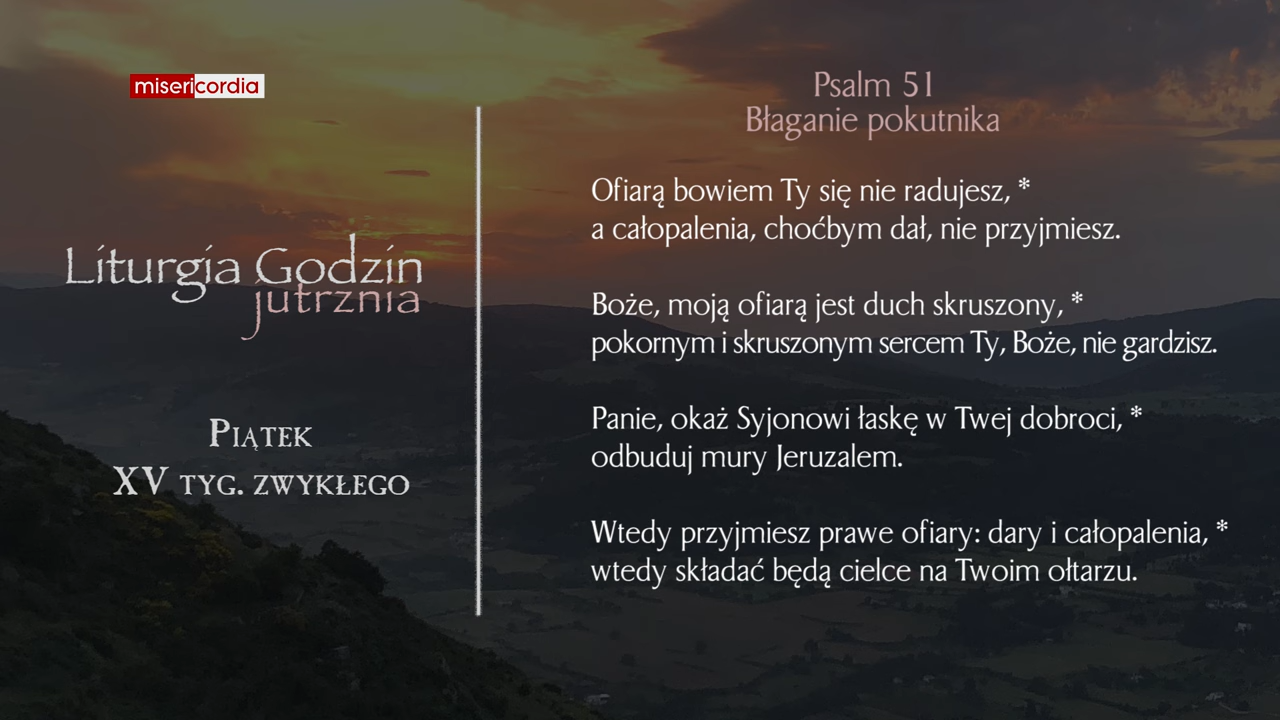 misericordia
Liturgia Godzin
jutrznia
Piątek
XV tyg. zwykłego
Psalm 51
Błaganie pokutnika
Ofiarą bowiem Ty się nie radujesz, *
a całopalenia, choćbym dał, nie przyjmiesz.
Boże, moją ofiarą jest duch skruszony, *
pokornym i skruszonym sercem Ty, Boże, nie gardzisz.
Panie, okaż Syjonowi łaskę w Twej dobroci, *
odbuduj mury Jeruzalem.
Wtedy przyjmiesz prawe ofiary: dary i całopalenia, *
wtedy składać będą cielce na Twoim ołtarzu.